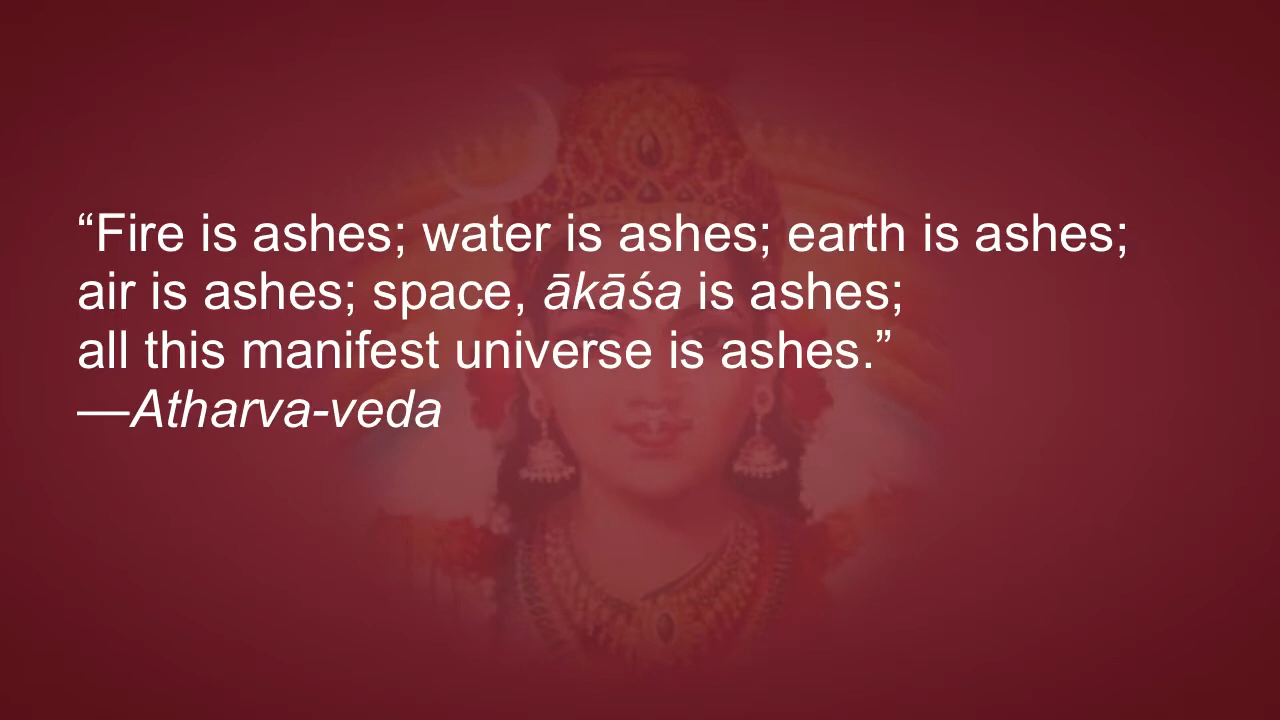 “Fire is ashes; water is ashes; earth is ashes;
air is ashes; space, ākāśa is ashes;
all this manifest universe is ashes.”
—Atharva-veda